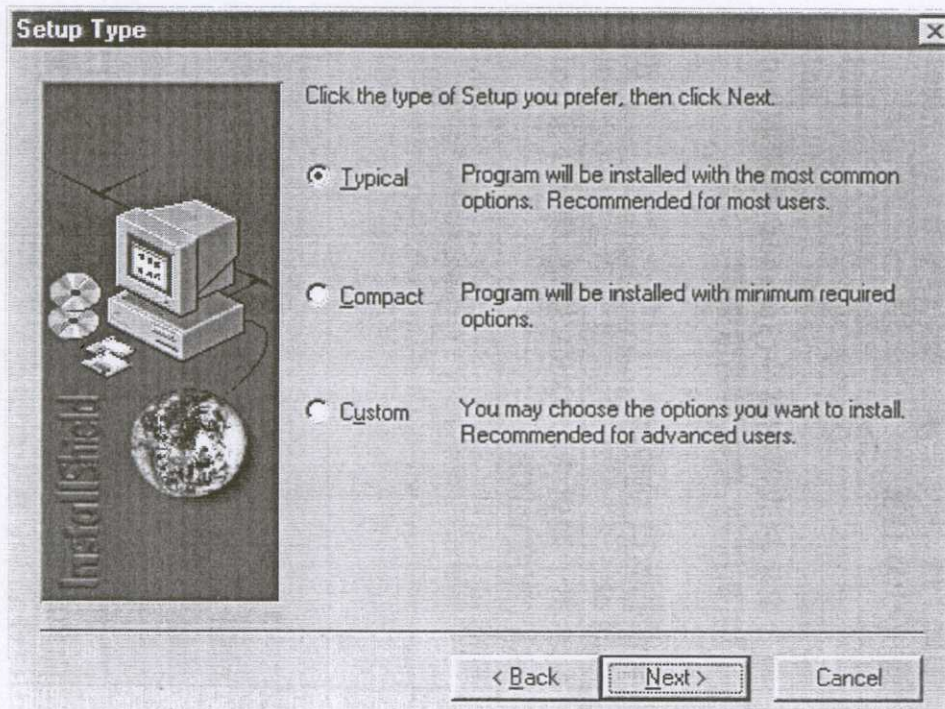 Setup Type
Click the type of Setup you prefer, then click Next.
Typical
Program will be installed with the most common
options. Recommended for most users.
Compact
Program will be installed with minimum required
options.
Custom
You may choose the options you want to install.
Recommended for advanced users.
InstallShield
< Back
Next >
Cancel